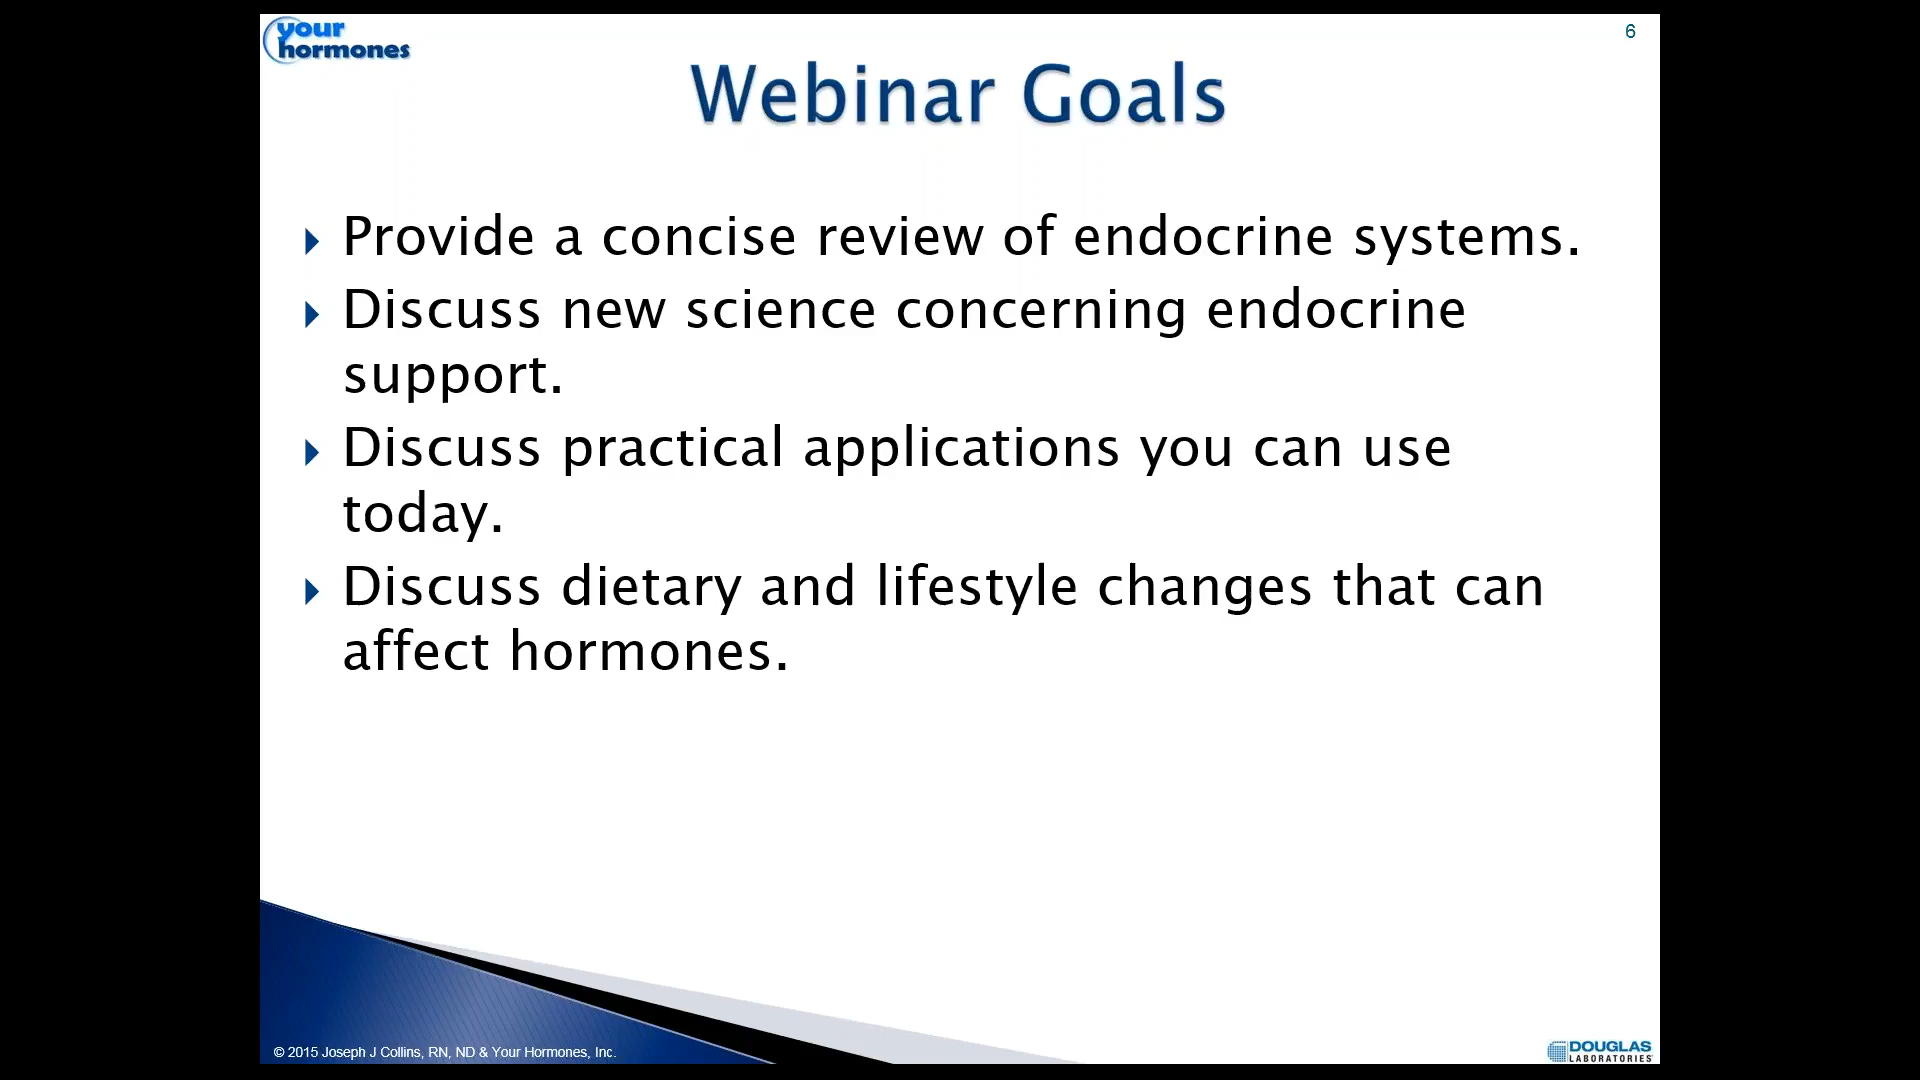 your
hormones
6
Webinar Goals
Provide a concise review of endocrine systems.
Discuss new science concerning endocrine
support.
Discuss practical applications you can use
today.
Discuss dietary and lifestyle changes that can
affect hormones.
© 2015 Joseph J Collins, RN, ND & Your Hormones, Inc.
DOUGLAS
LABORATORIES